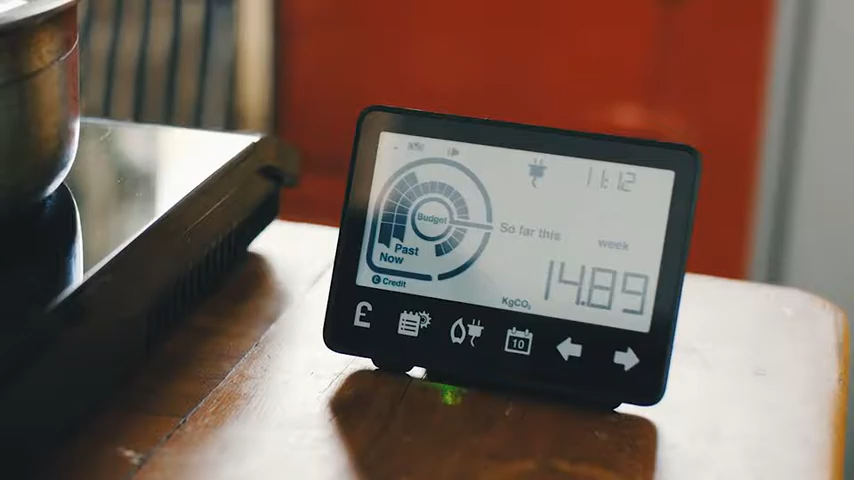 11:12
Budget
So far this week
Past
Now
£ Credit
KgCO₂
14.89
£
10